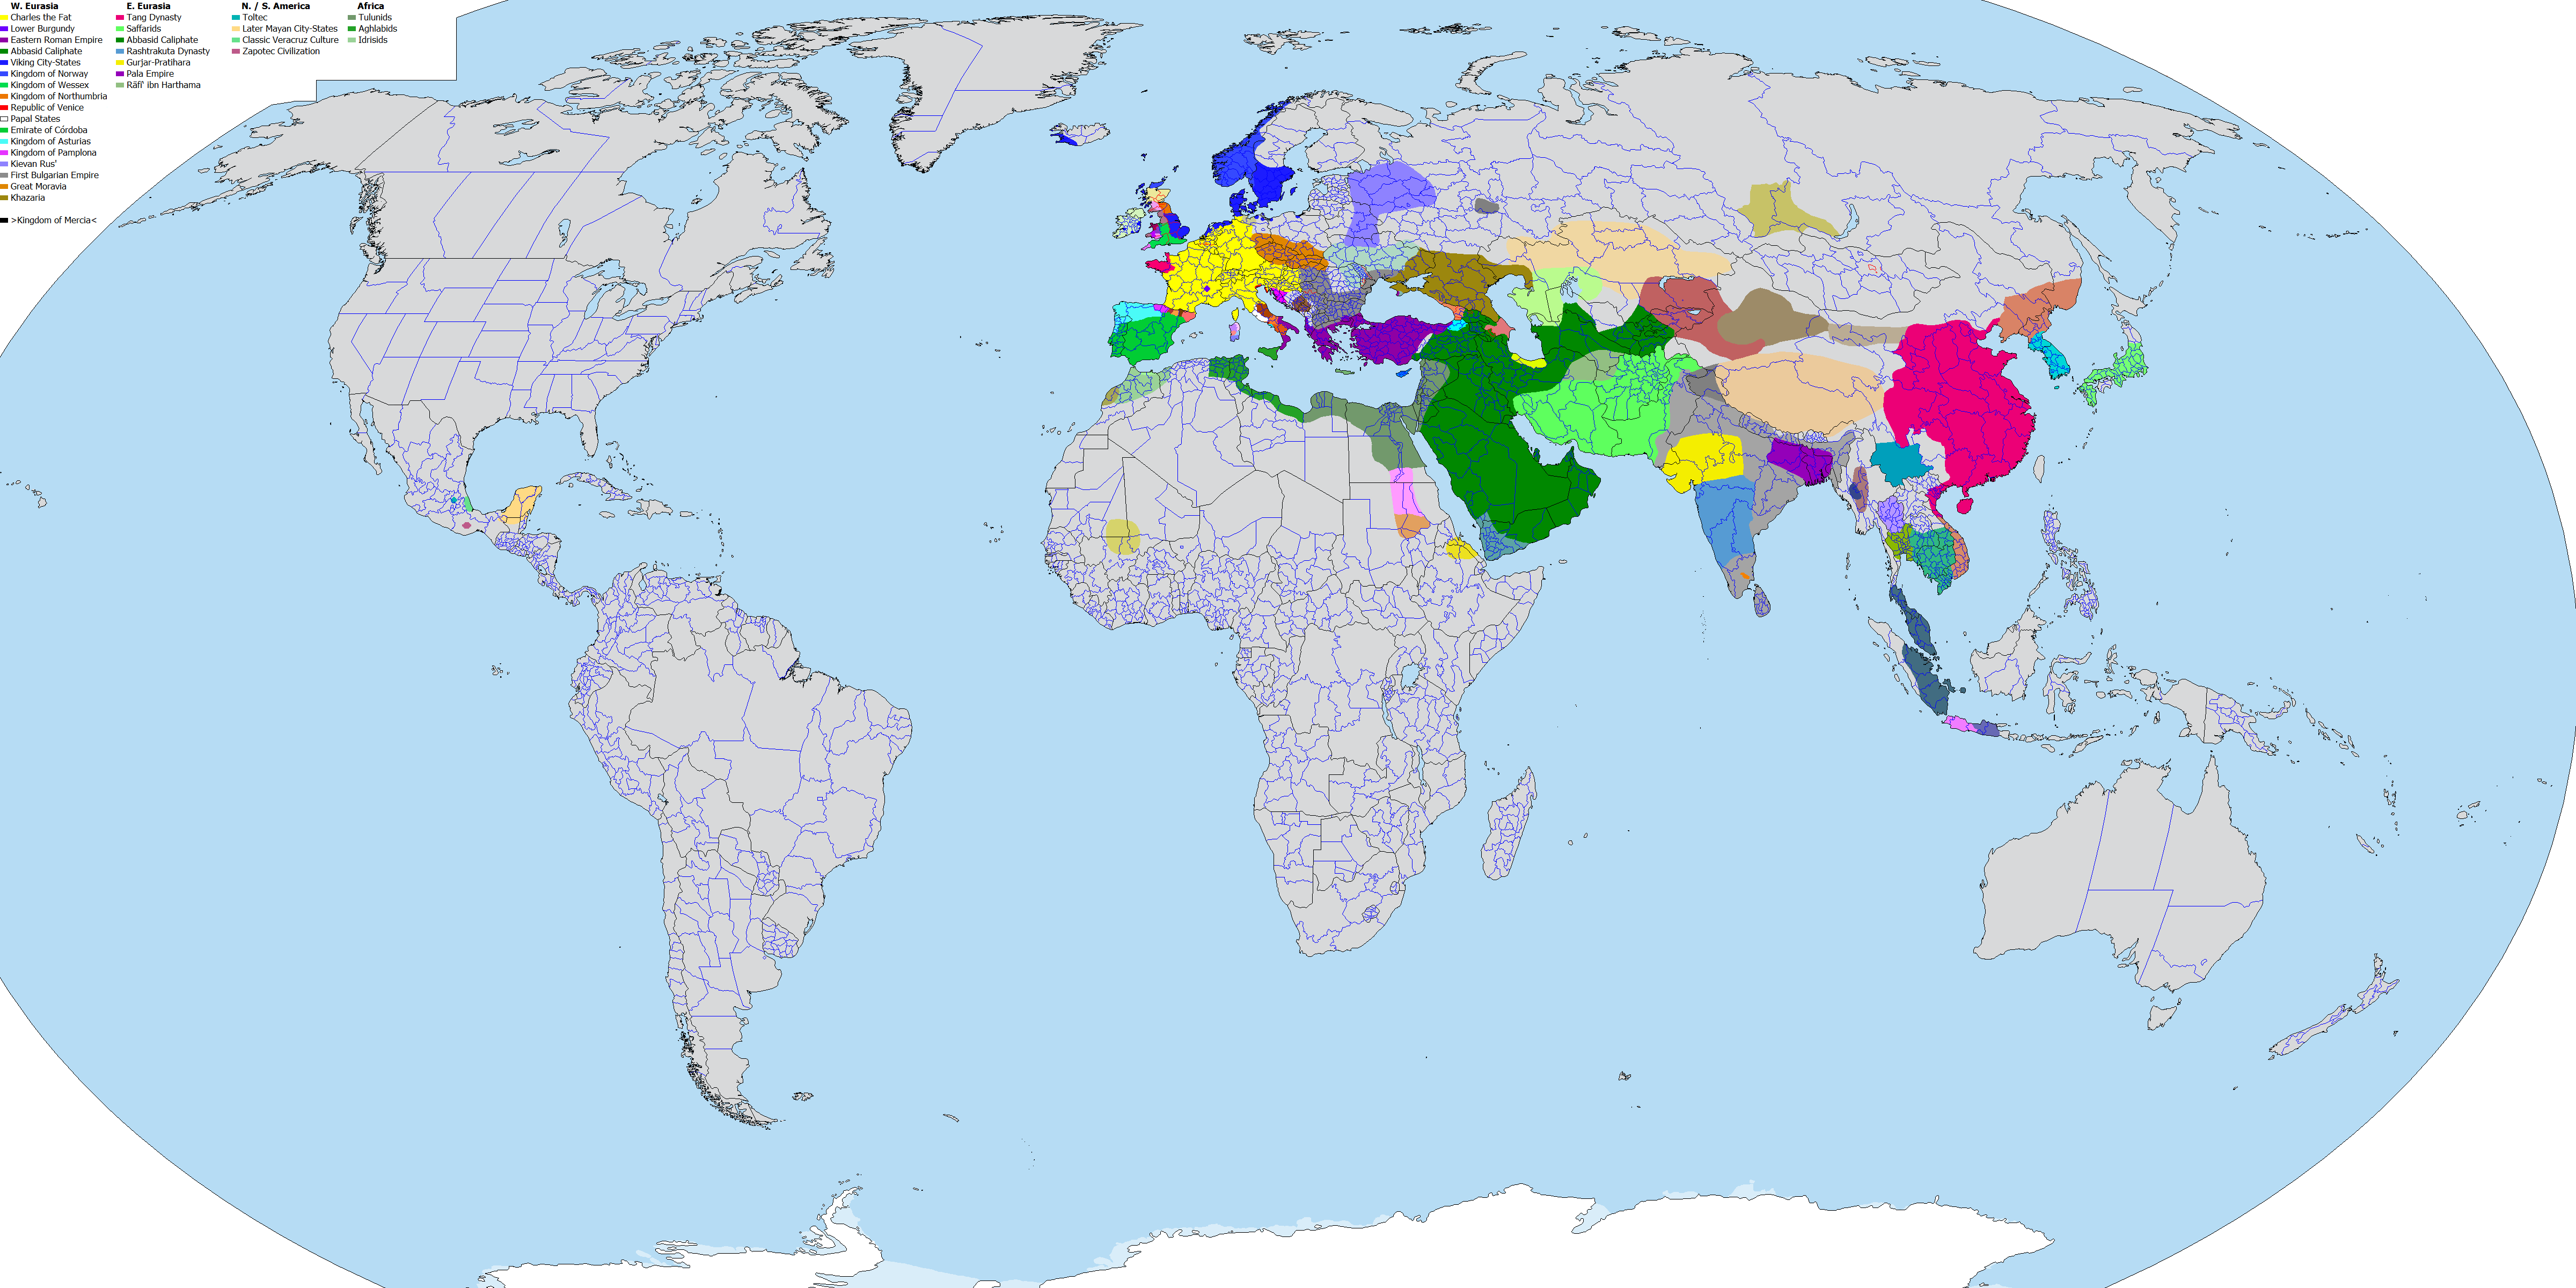 W. Eurasia
Charles the Fat
Lower Burgundy
Eastern Roman Empire
Abbasid Caliphate
Viking City-States
Kingdom of Norway
Kingdom of Wessex
Kingdom of Northumbria
Republic of Venice
Papal States
Emirate of Córdoba
Kingdom of Asturias
Kingdom of Pamplona
Kievan Rus'
First Bulgarian Empire
Great Moravia
Khazaria
>Kingdom of Mercia<
E. Eurasia
Tang Dynasty
Saffarids
Abbasid Caliphate
Rashtrakuta Dynasty
Gurjar-Pratihara
Pala Empire
Rāfi' ibn Harthama
N. / S. America
Toltec
Later Mayan City-States
Classic Veracruz Culture
Zapotec Civilization
Africa
Tulunids
Aghlabids
Idrisids